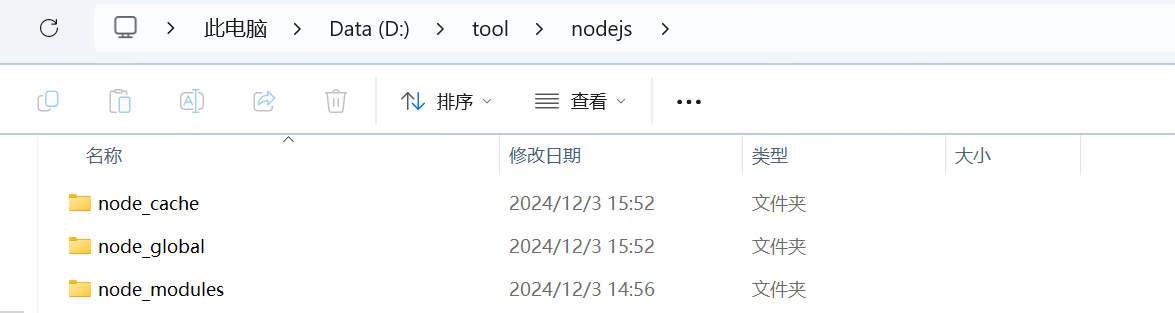 此电脑 Data (D:) tool nodejs
排序 查看
名称 修改日期 类型 大小
node_cache 2024/12/3 15:52 文件夹
node_global 2024/12/3 15:52 文件夹
node_modules 2024/12/3 14:56 文件夹